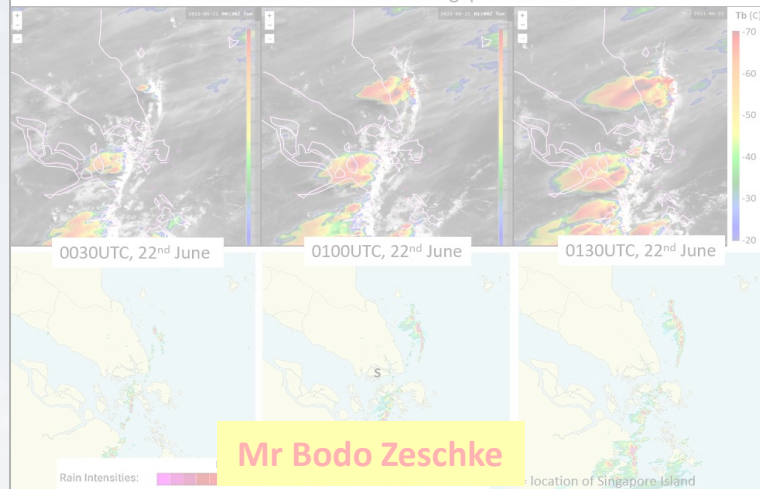 Tb (C)
-70
-60
-50
-40
-30
-20
0030UTC, 22nd June
0100UTC, 22nd June
0130UTC, 22nd June
S
Mr Bodo Zeschke
Rain Intensities:
= location of Singapore Island